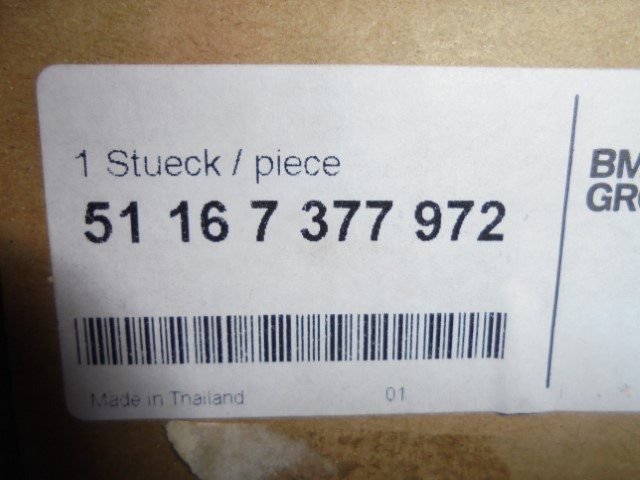 1 Stueck / piece
51 16 7 377 972
Made in Thailand 01
BM
GR